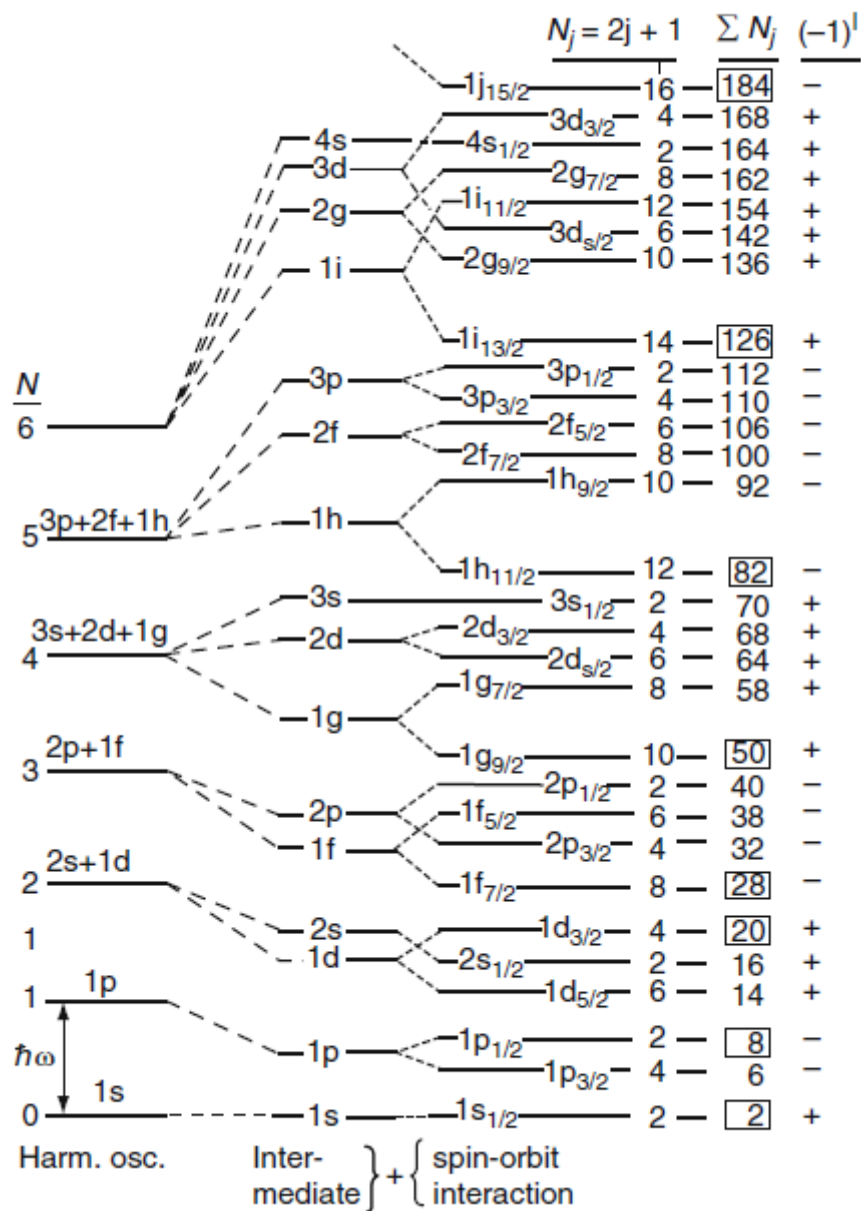 Nj = 2j + 1 Σ Nj (–1)^l
1j15/2 16 184 –
3d3/2 4 168 +
4s 4s1/2 2 164 +
3d
2g7/2 8 162 +
2g 1i11/2 12 154 +
3ds/2 6 142 +
1i 2g9/2 10 136 +
1i13/2 14 126 +
N 3p 3p1/2 2 112 –
3p3/2 4 110 –
6 2f 2f5/2 6 106 –
2f7/2 8 100 –
1h9/2 10 92 –
5 3p+2f+1h 1h
1h11/2 12 82 –
3s 3s1/2 2 70 +
4 3s+2d+1g 2d 2d3/2 4 68 +
2ds/2 6 64 +
1g7/2 8 58 +
1g
1g9/2 10 50 +
3 2p+1f 2p1/2 2 40 –
2p 1f5/2 6 38 –
1f 2p3/2 4 32 –
2 2s+1d 1f7/2 8 28 –
1 2s 1d3/2 4 20 +
1d 2s1/2 2 16 +
1 1p 1d5/2 6 14 +
ħω 1p 1p1/2 2 8 –
1p3/2 4 6 –
0 1s 1s 1s1/2 2 2 +
Harm. osc. Inter- } + { spin-orbit
mediate interaction